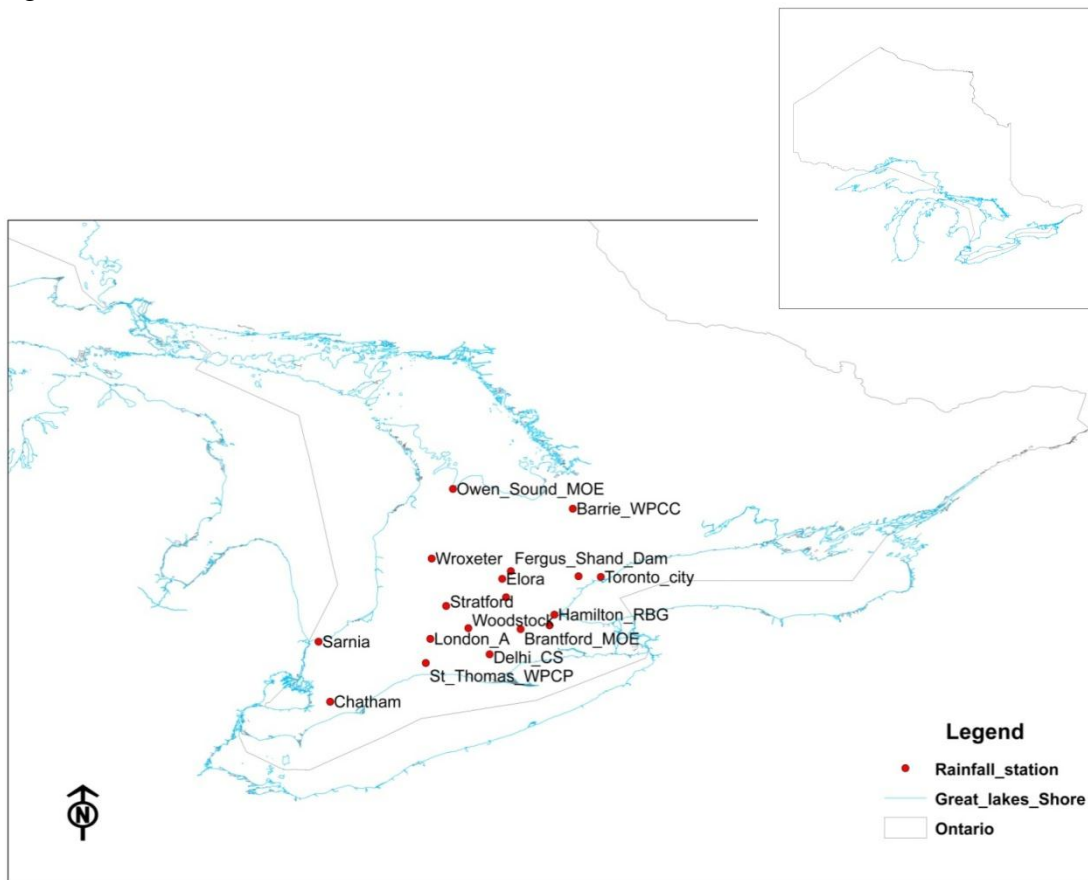 Owen_Sound_MOE
Barrie_WPCC
Wroxeter
Fergus_Shand_Dam
Elora
Toronto_city
Stratford
Hamilton_RBG
Woodstock
London_A
Brantford_MOE
Sarnia
Delhi_CS
St_Thomas_WPCP
Chatham
Legend
Rainfall_station
Great_lakes_Shore
Ontario
N